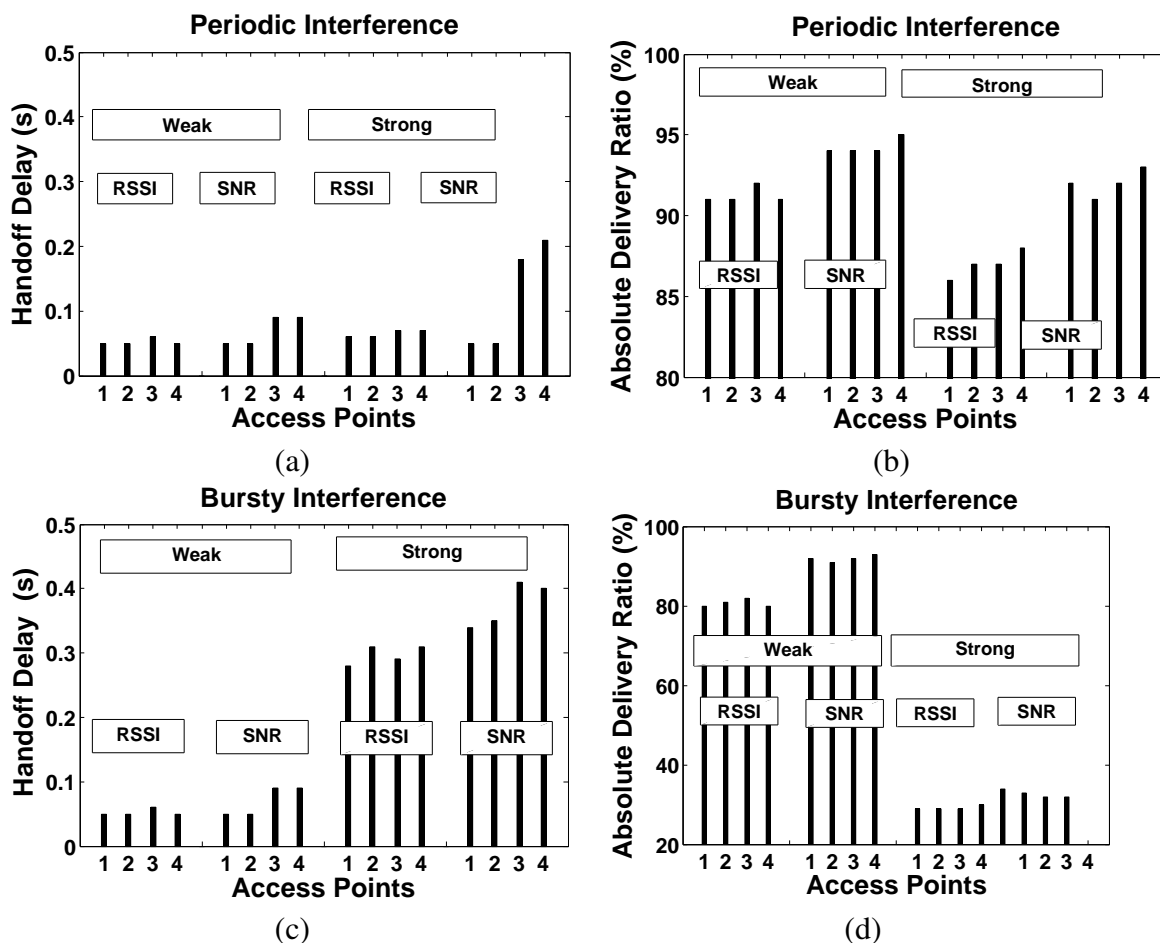 Periodic Interference
0.5
0.4
0.3
0.2
0.1
0
Handoff Delay (s)
Weak
Strong
RSSI
SNR
RSSI
SNR
1 2 3 4 1 2 3 4 1 2 3 4 1 2 3 4
Access Points
(a)
Periodic Interference
100
95
90
85
80
Absolute Delivery Ratio (%)
Weak
Strong
RSSI
SNR
RSSI
SNR
1 2 3 4 1 2 3 4 1 2 3 4 1 2 3 4
Access Points
(b)
Bursty Interference
0.5
0.4
0.3
0.2
0.1
0
Handoff Delay (s)
Weak
Strong
RSSI
SNR
RSSI
SNR
1 2 3 4 1 2 3 4 1 2 3 4 1 2 3 4
Access Points
(c)
Bursty Interference
100
80
60
40
20
Absolute Delivery Ratio (%)
Weak
Strong
RSSI
SNR
RSSI
SNR
1 2 3 4 1 2 3 4 1 2 3 4 1 2 3 4
Access Points
(d)